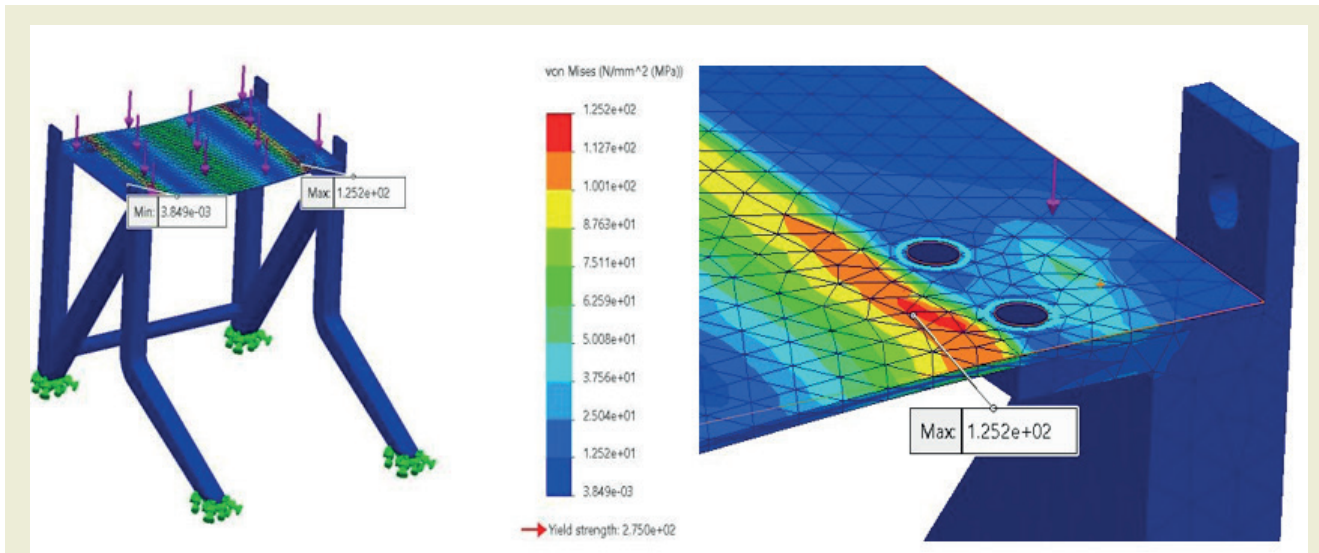 Min: 3.849e-03
Max: 1.252e+02
von Mises (N/mm^2 (MPa))
1.252e+02
1.127e+02
1.001e+02
8.763e+01
7.511e+01
6.259e+01
5.008e+01
3.756e+01
2.504e+01
1.252e+01
3.849e-03
Yield strength: 2.750e+02
Max: 1.252e+02